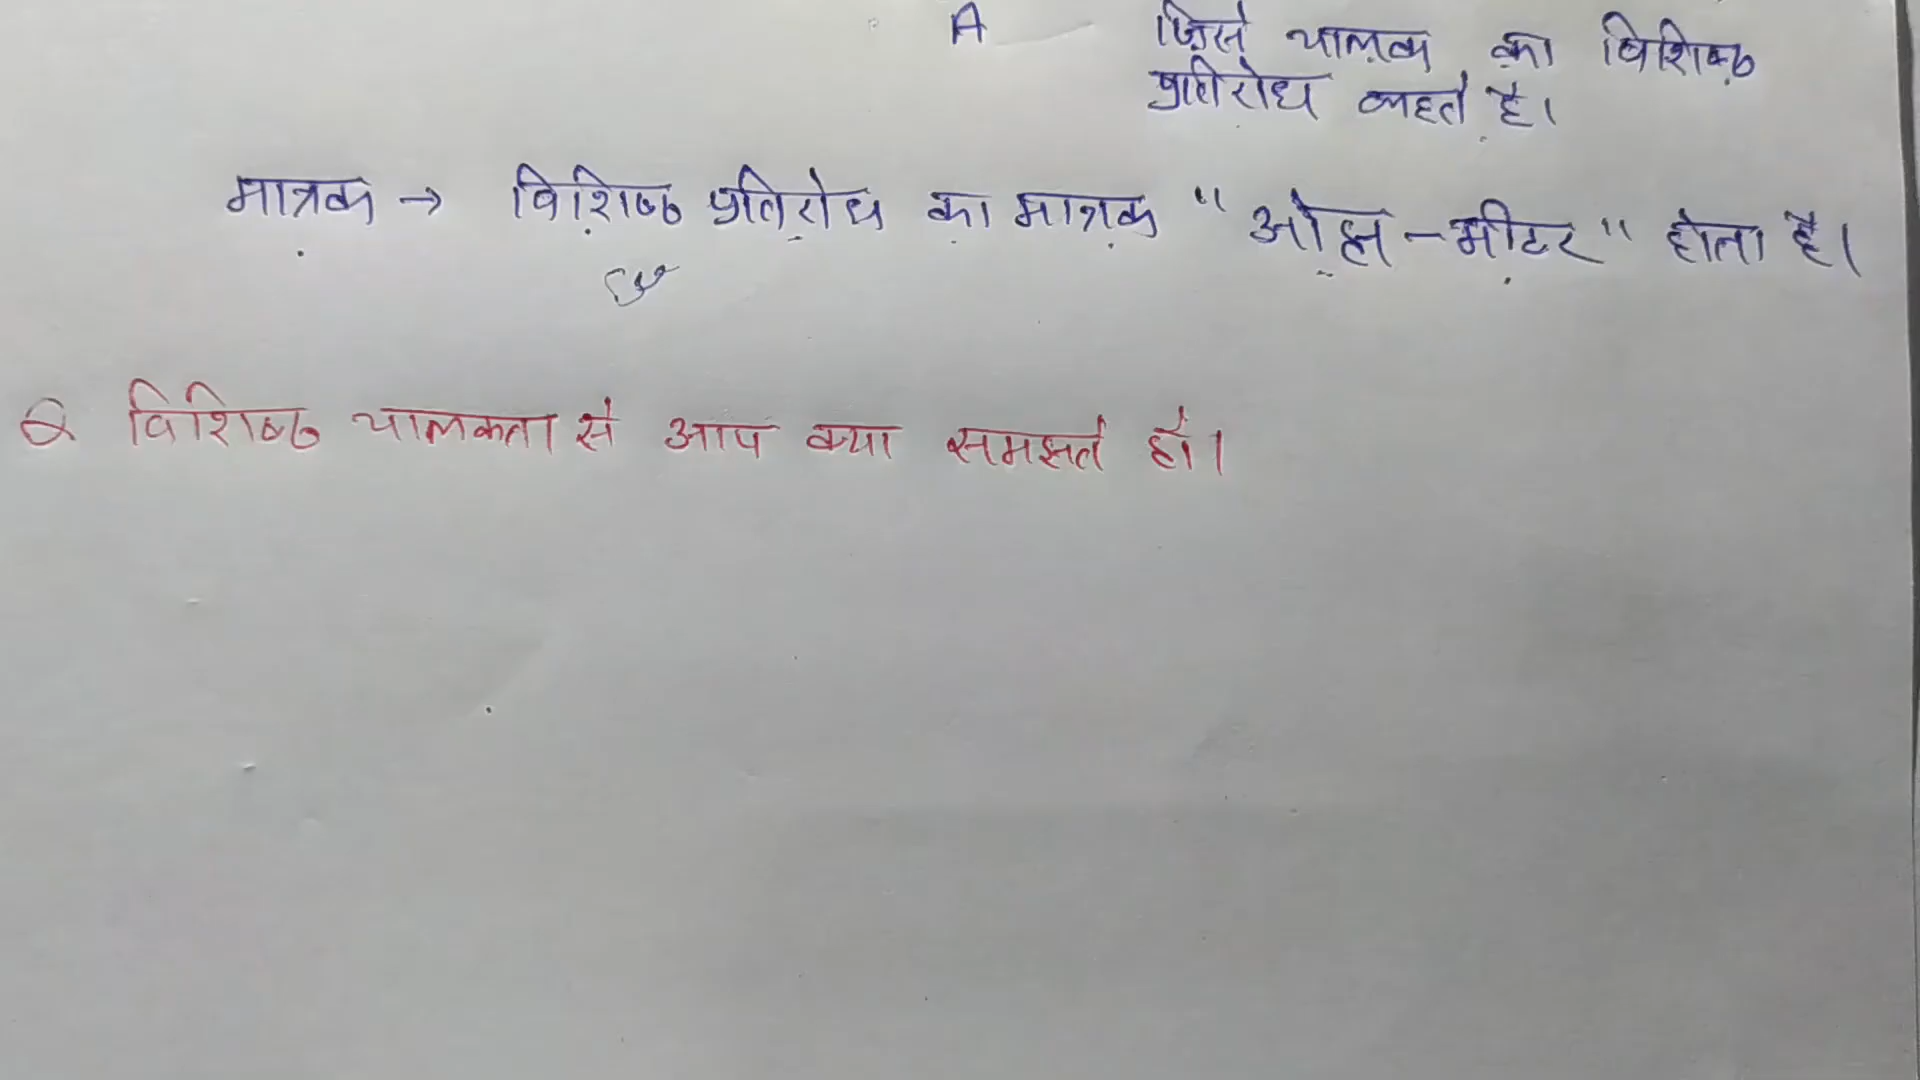 A जिसे चालक का विशिष्ट
प्रतिरोध कहते है।
मात्रक → विशिष्ट प्रतिरोध का मात्रक "ओह्म - मीटर" होता है।
Q विशिष्ट चालकता से आप क्या समझते हो।